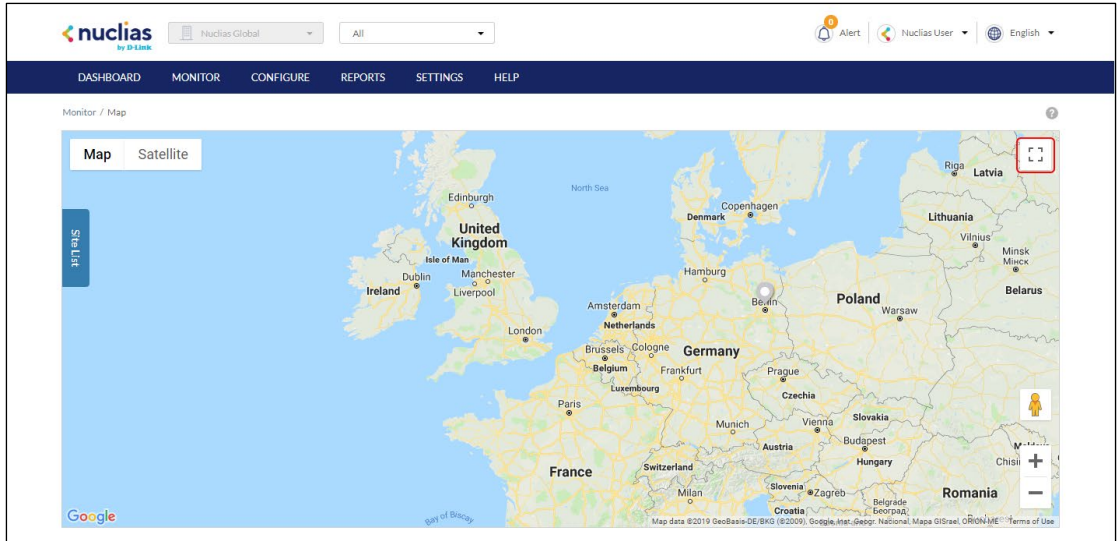 nuclias
by D-Link
Nuclias Global
All
0
Alert
Nuclias User
English
DASHBOARD MONITOR CONFIGURE REPORTS SETTINGS HELP
Monitor / Map
?
Map Satellite
Site List
Riga
Latvia
North Sea
Edinburgh
Copenhagen
Denmark
Lithuania
United
Kingdom
Vilnius
Minsk
Мінск
Isle of Man
Dublin
Manchester
Hamburg
Ireland
Liverpool
Berlin
Poland
Belarus
Amsterdam
Warsaw
Netherlands
London
Brussels
Cologne
Germany
Belgium
Frankfurt
Prague
Luxembourg
Czechia
Paris
Slovakia
Munich
Vienna
Budapest
Austria
Hungary
France
Switzerland
Slovenia
Zagreb
Milan
Romania
Belgrade
Београд
Croatia
Bay of Biscay
Google
Map data ©2019 GeoBasis-DE/BKG (©2009), Google, Inst. Geogr. Nacional, Mapa GISrael, ORION-ME
Terms of Use